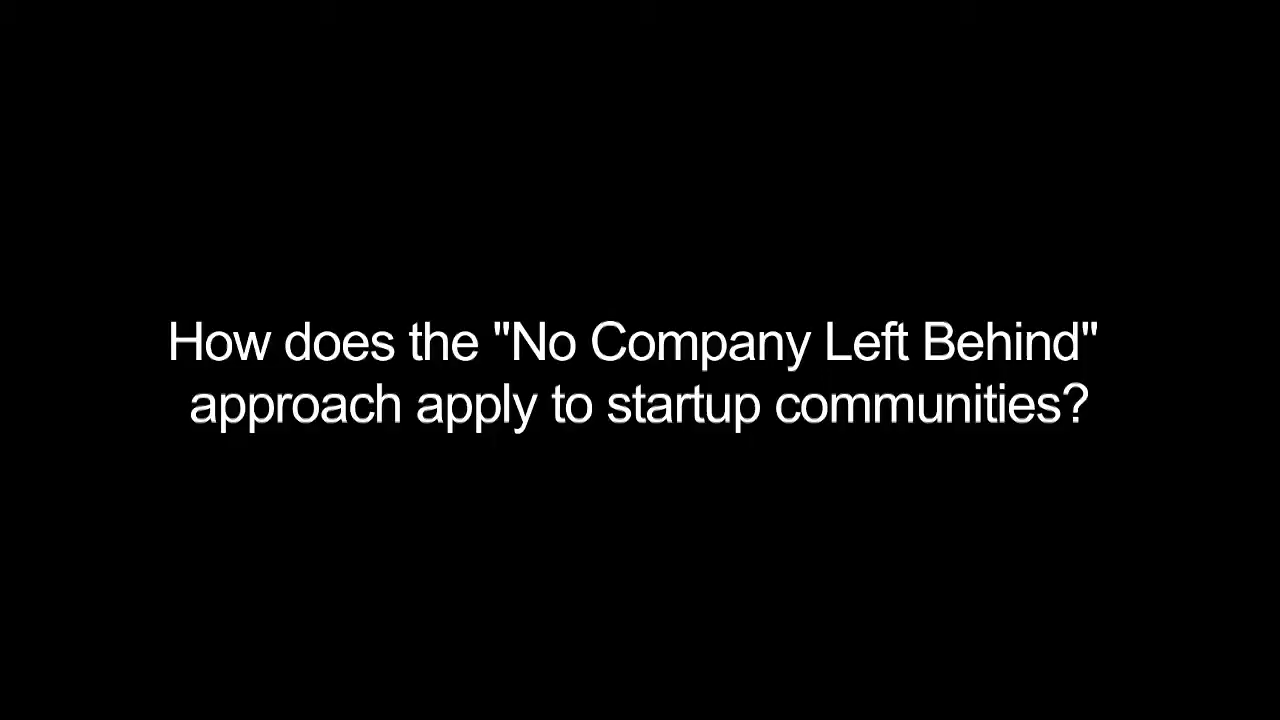 How does the "No Company Left Behind"
approach apply to startup communities?